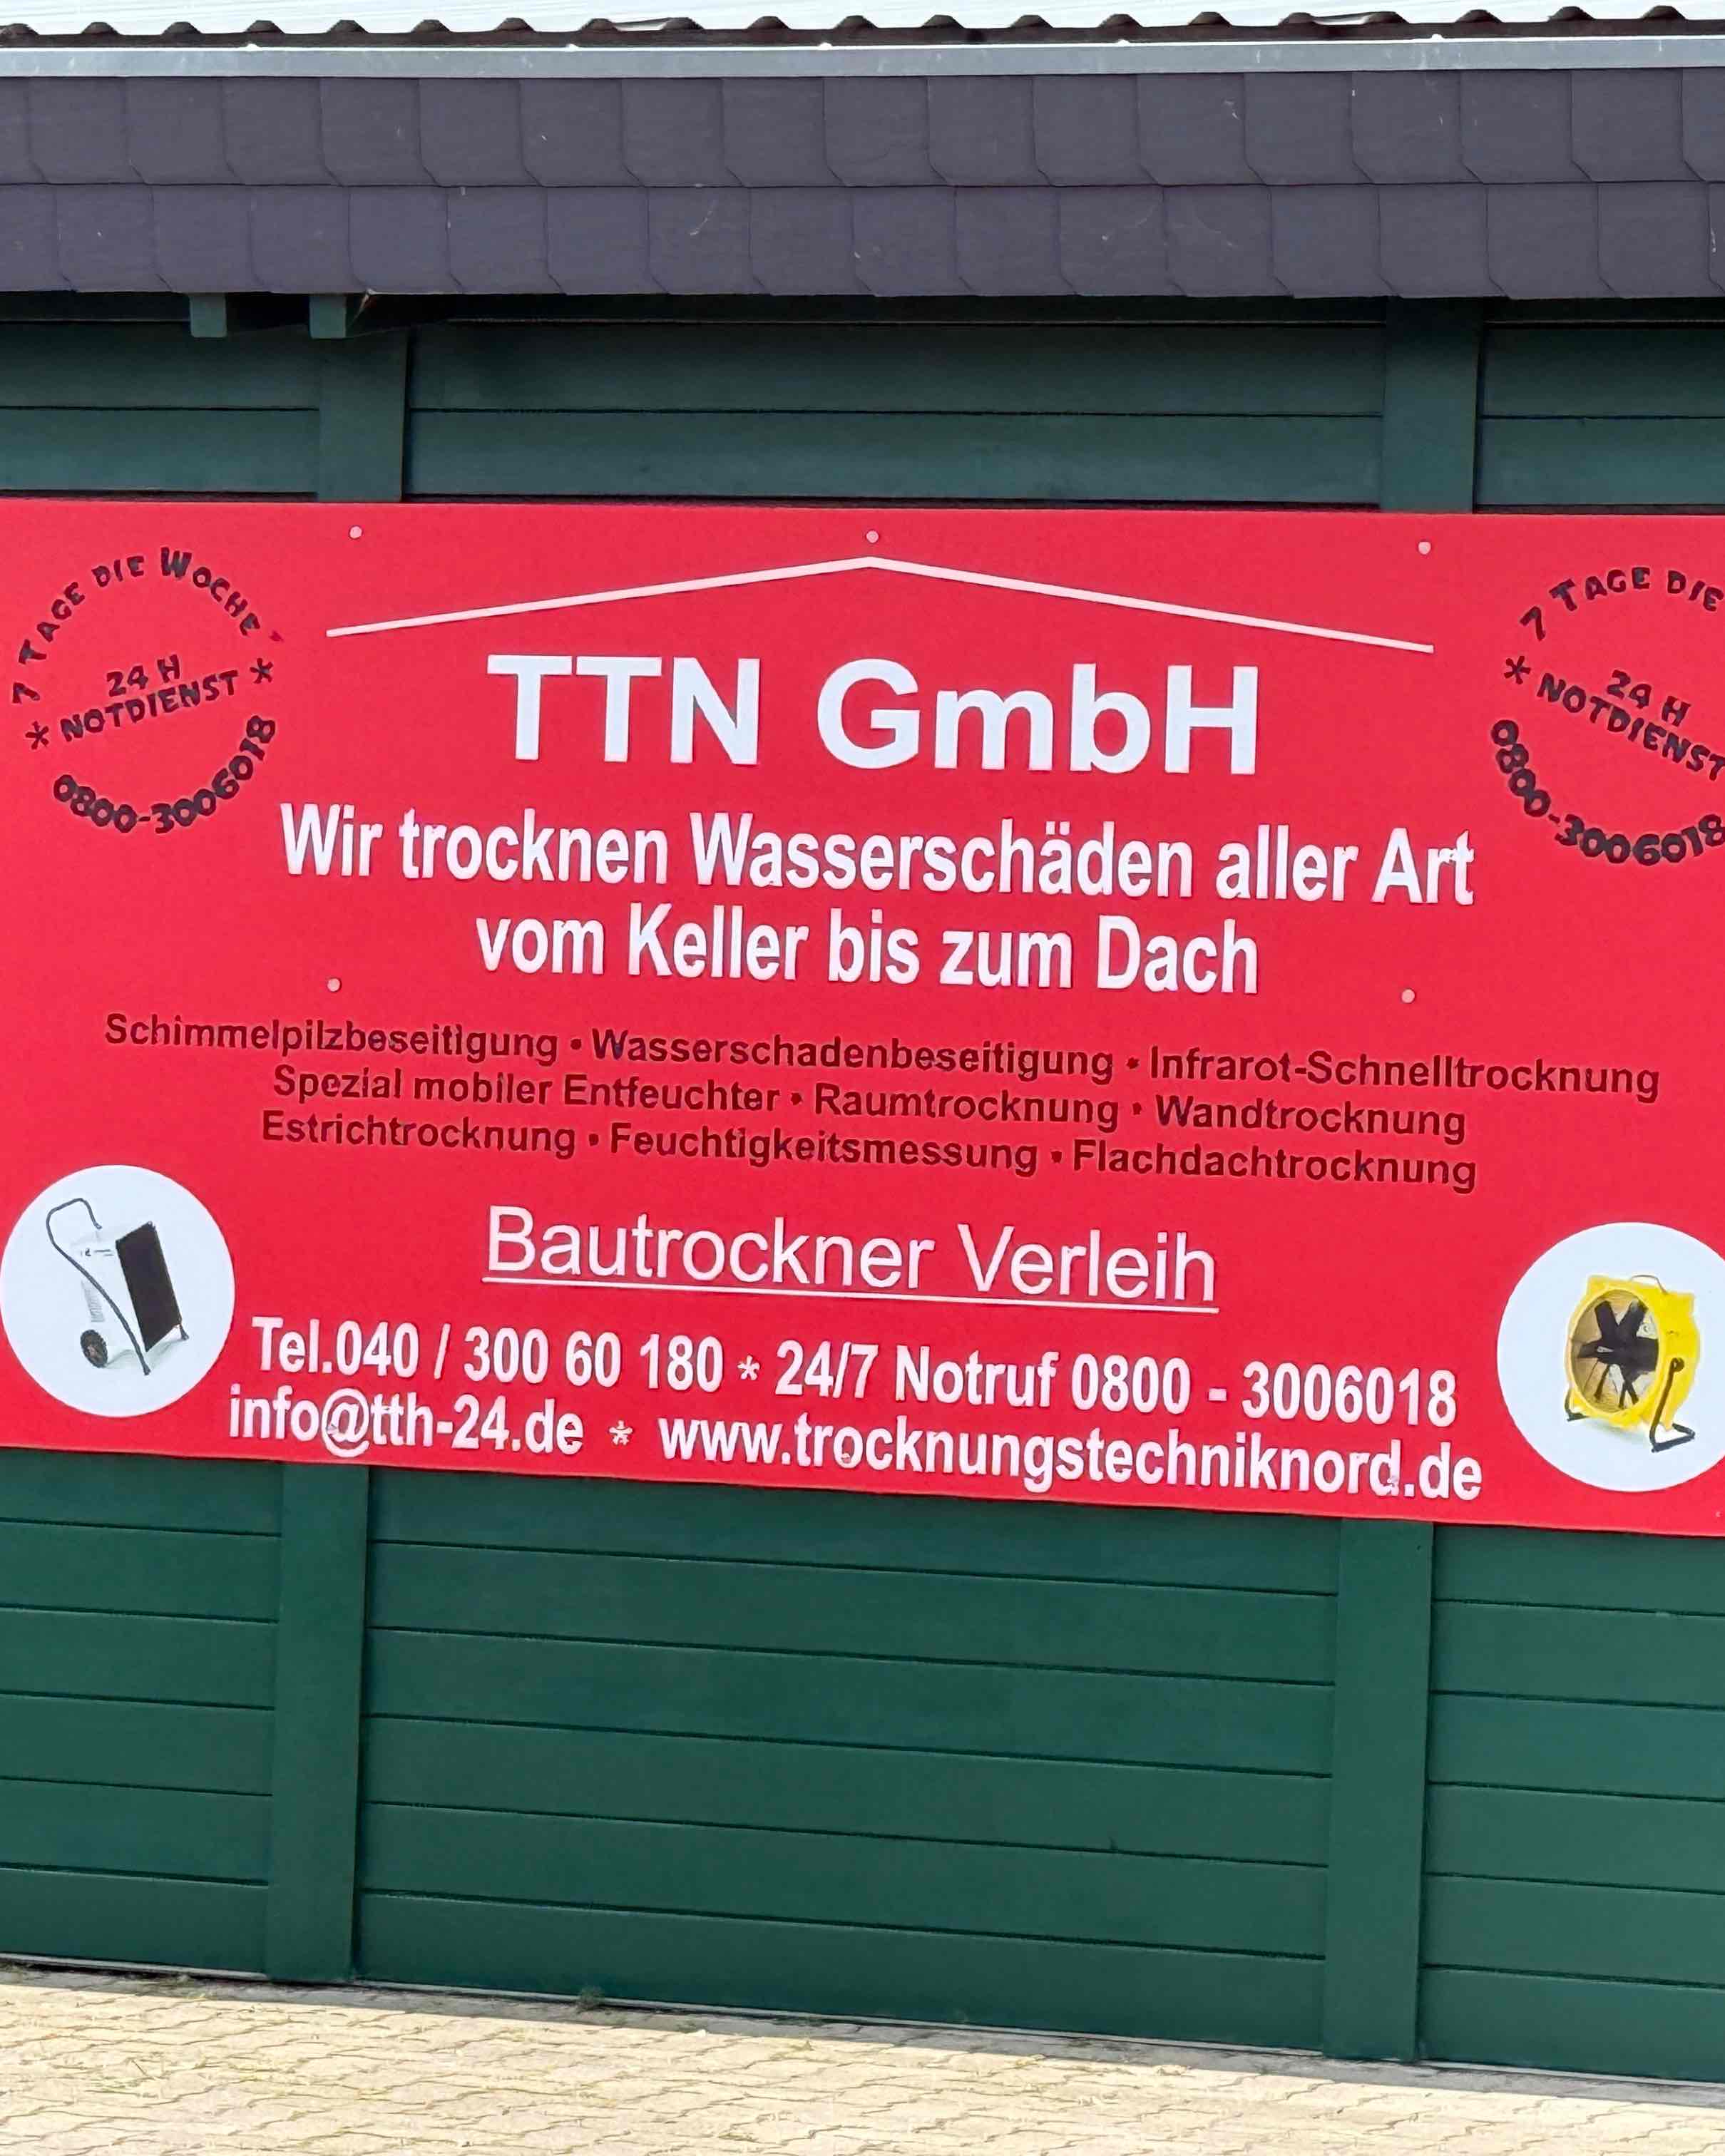 7 TAGE DIE WOCHE
24 H
* NOTDIENST *
0800-3006018
7 TAGE DIE
24 H
* NOTDIENST
0800-3006018
TTN GmbH
Wir trocknen Wasserschäden aller Art
vom Keller bis zum Dach
Schimmelpilzbeseitigung • Wasserschadenbeseitigung • Infrarot-Schnelltrocknung
Spezial mobiler Entfeuchter • Raumtrocknung • Wandtrocknung
Estrichtrocknung • Feuchtigkeitsmessung • Flachdachtrocknung
Bautrockner Verleih
Tel.040 / 300 60 180 * 24/7 Notruf 0800 - 3006018
info@tth-24.de * www.trocknungstechniknord.de